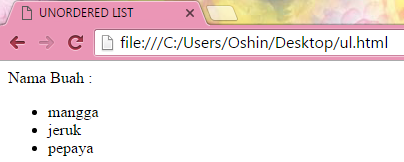 UNORDERED LIST
file:///C:/Users/Oshin/Desktop/ul.html
Nama Buah :
mangga
jeruk
pepaya